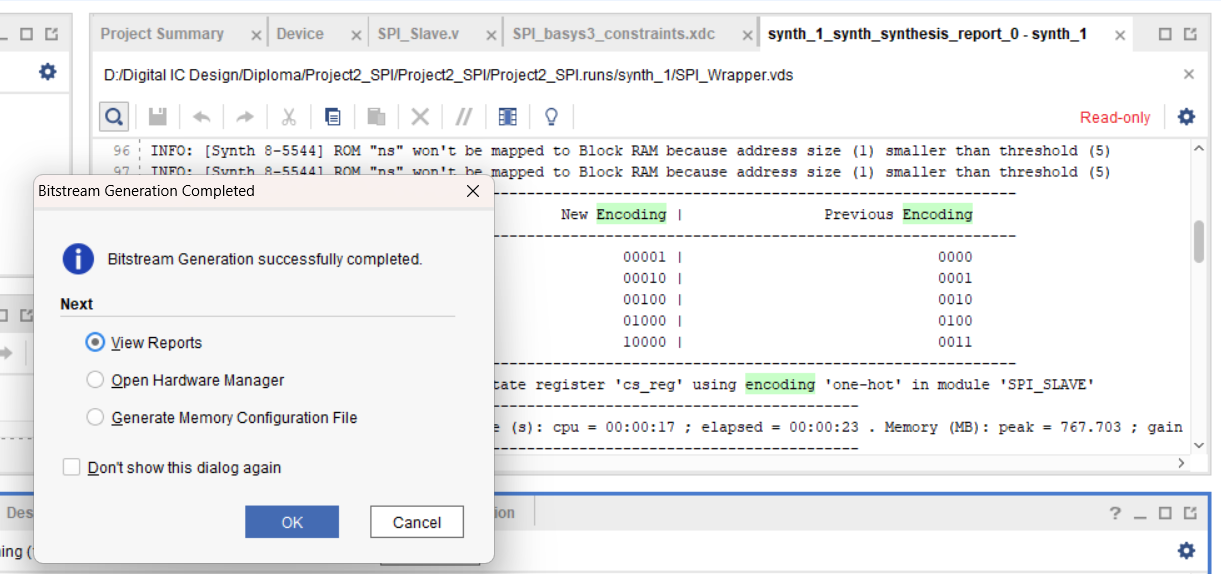 Project Summary
Device
SPI_Slave.v
SPI_basys3_constraints.xdc
synth_1_synth_synthesis_report_0 - synth_1
D:/Digital IC Design/Diploma/Project2_SPI/Project2_SPI/Project2_SPI.runs/synth_1/SPI_Wrapper.vds
Read-only
96 INFO: [Synth 8-5544] ROM "ns" won't be mapped to Block RAM because address size (1) smaller than threshold (5)
97 INFO: [Synth 8-5544] ROM "ns" won't be mapped to Block RAM because address size (1) smaller than threshold (5)
New Encoding | Previous Encoding
00001 | 0000
00010 | 0001
00100 | 0010
01000 | 0100
10000 | 0011
tate register 'cs_reg' using encoding 'one-hot' in module 'SPI_SLAVE'
e (s): cpu = 00:00:17 ; elapsed = 00:00:23 . Memory (MB): peak = 767.703 ; gain
Bitstream Generation Completed
Bitstream Generation successfully completed.
Next
View Reports
Open Hardware Manager
Generate Memory Configuration File
Don't show this dialog again
OK
Cancel
Des
ion
?
ing (